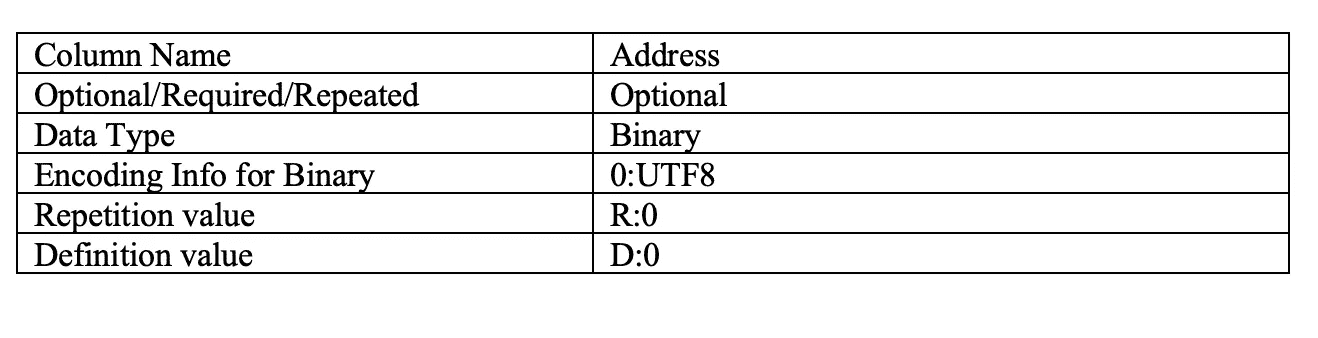 Column Name Address
Optional/Required/Repeated Optional
Data Type Binary
Encoding Info for Binary 0:UTF8
Repetition value R:0
Definition value D:0